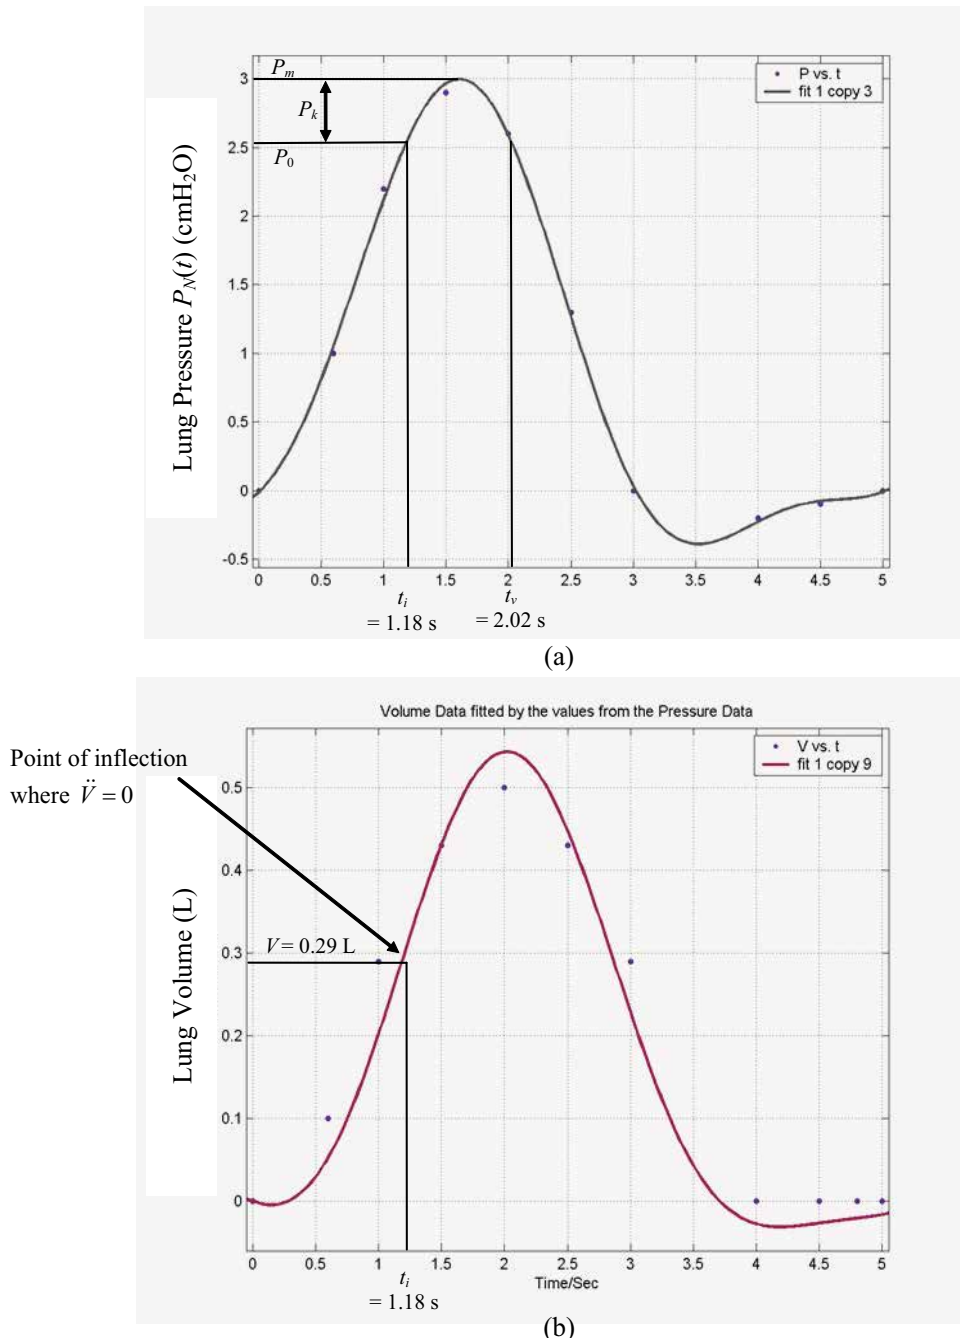 P_m
3
P vs. t
fit 1 copy 3
P_k
2.5
P_0
2
1.5
1
0.5
0
-0.5
Lung Pressure P_N(t) (cmH₂O)
0 0.5 1 1.5 2 2.5 3 3.5 4 4.5 5
t_i
= 1.18 s
t_v
= 2.02 s
(a)
Volume Data fitted by the values from the Pressure Data
Point of inflection
where V̈ = 0
V vs. t
fit 1 copy 9
0.5
0.4
V = 0.29 L
0.3
0.2
0.1
0
Lung Volume (L)
0 0.5 1 1.5 2 2.5 3 3.5 4 4.5 5
Time/Sec
t_i
= 1.18 s
(b)